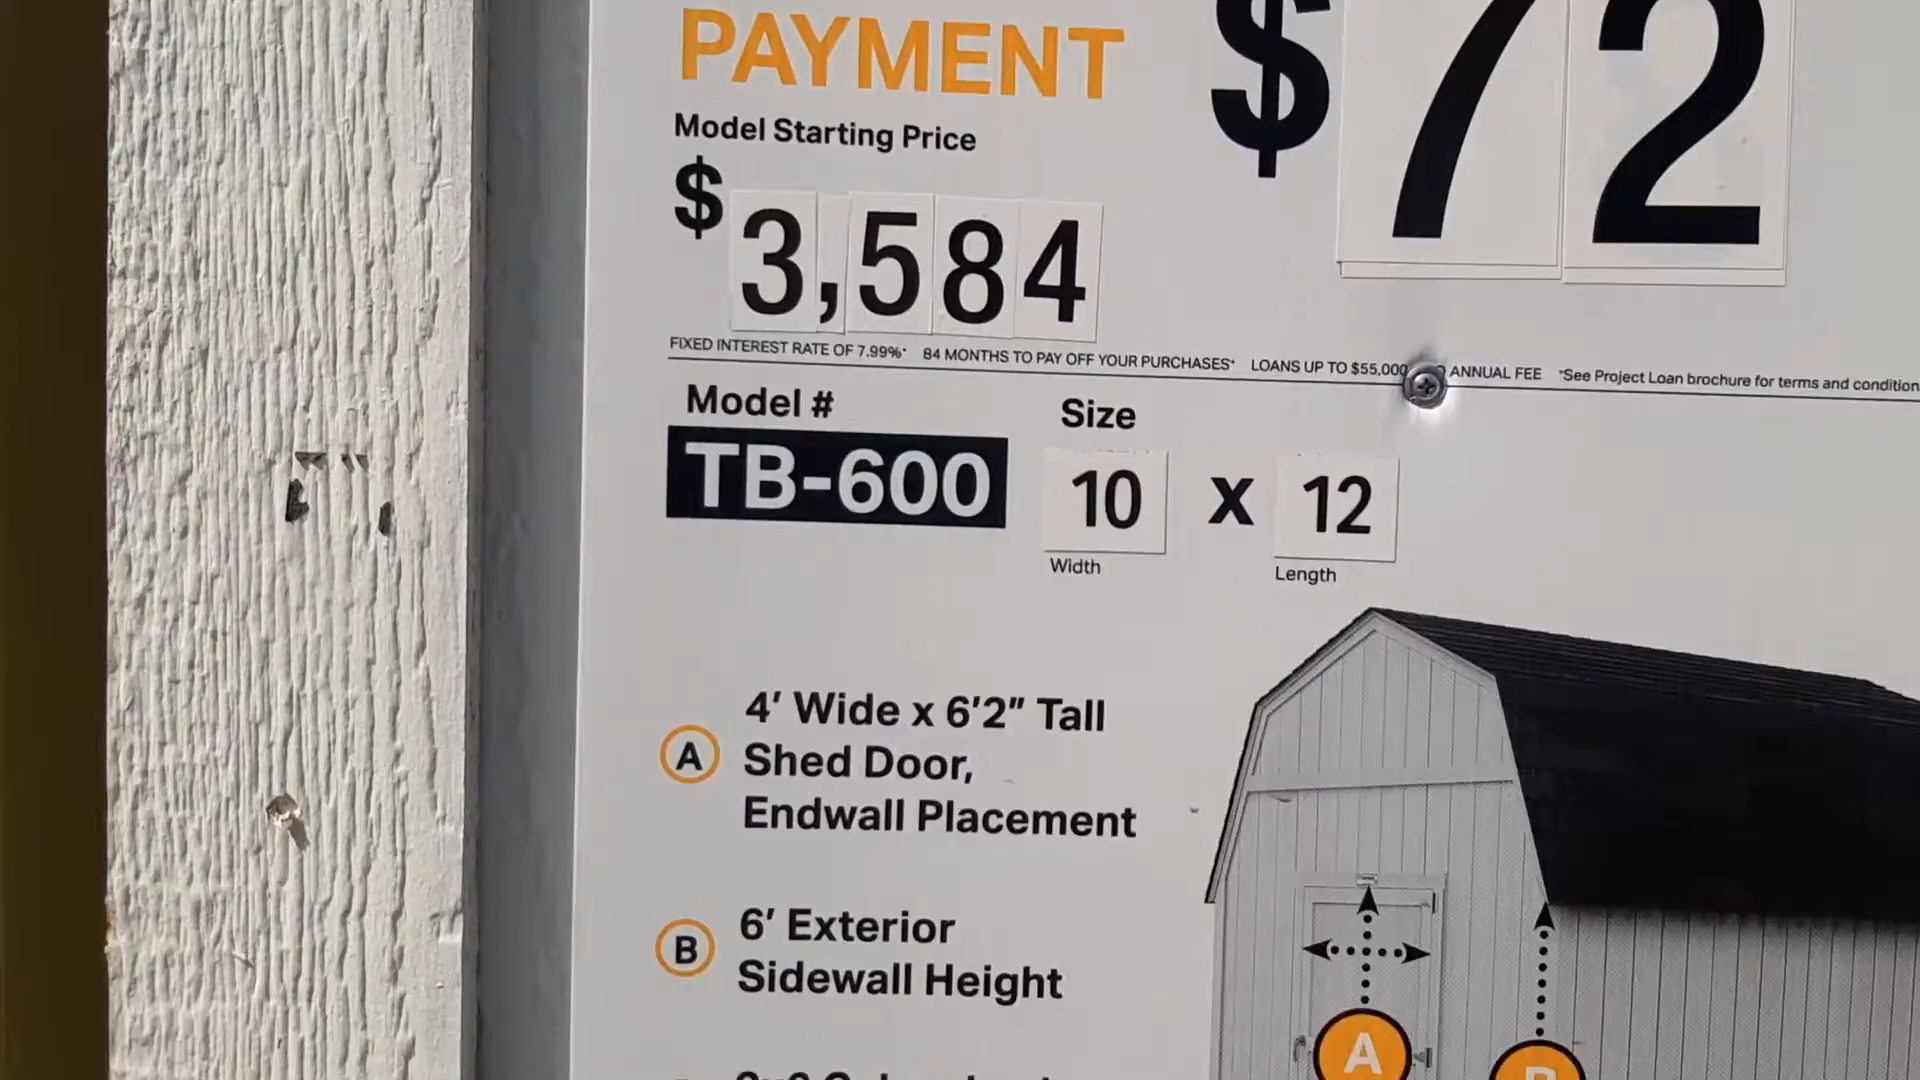 PAYMENT
$72
Model Starting Price
$3,584
FIXED INTEREST RATE OF 7.99%* 84 MONTHS TO PAY OFF YOUR PURCHASES* LOANS UP TO $55,000 ANNUAL FEE *See Project Loan brochure for terms and condition
Model #
Size
TB-600
10 x 12
Width
Length
A
4' Wide x 6'2" Tall
Shed Door,
Endwall Placement
B
6' Exterior
Sidewall Height
A
B